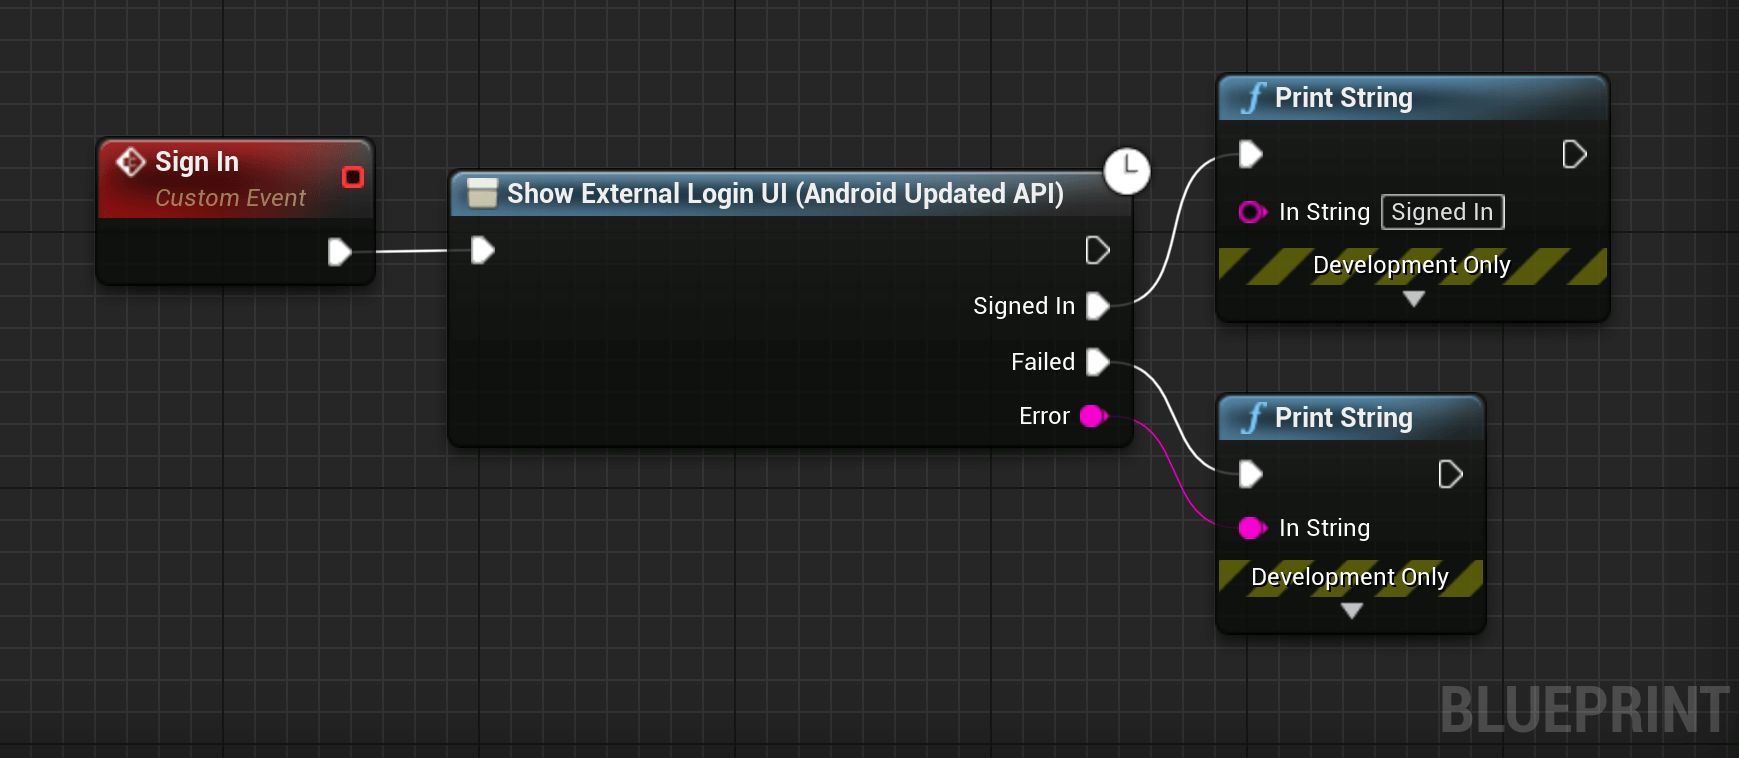 Sign In
Custom Event
Show External Login UI (Android Updated API)
Signed In
Failed
Error
Print String
In String Signed In
Development Only
Print String
In String
Development Only
BLUEPRINT